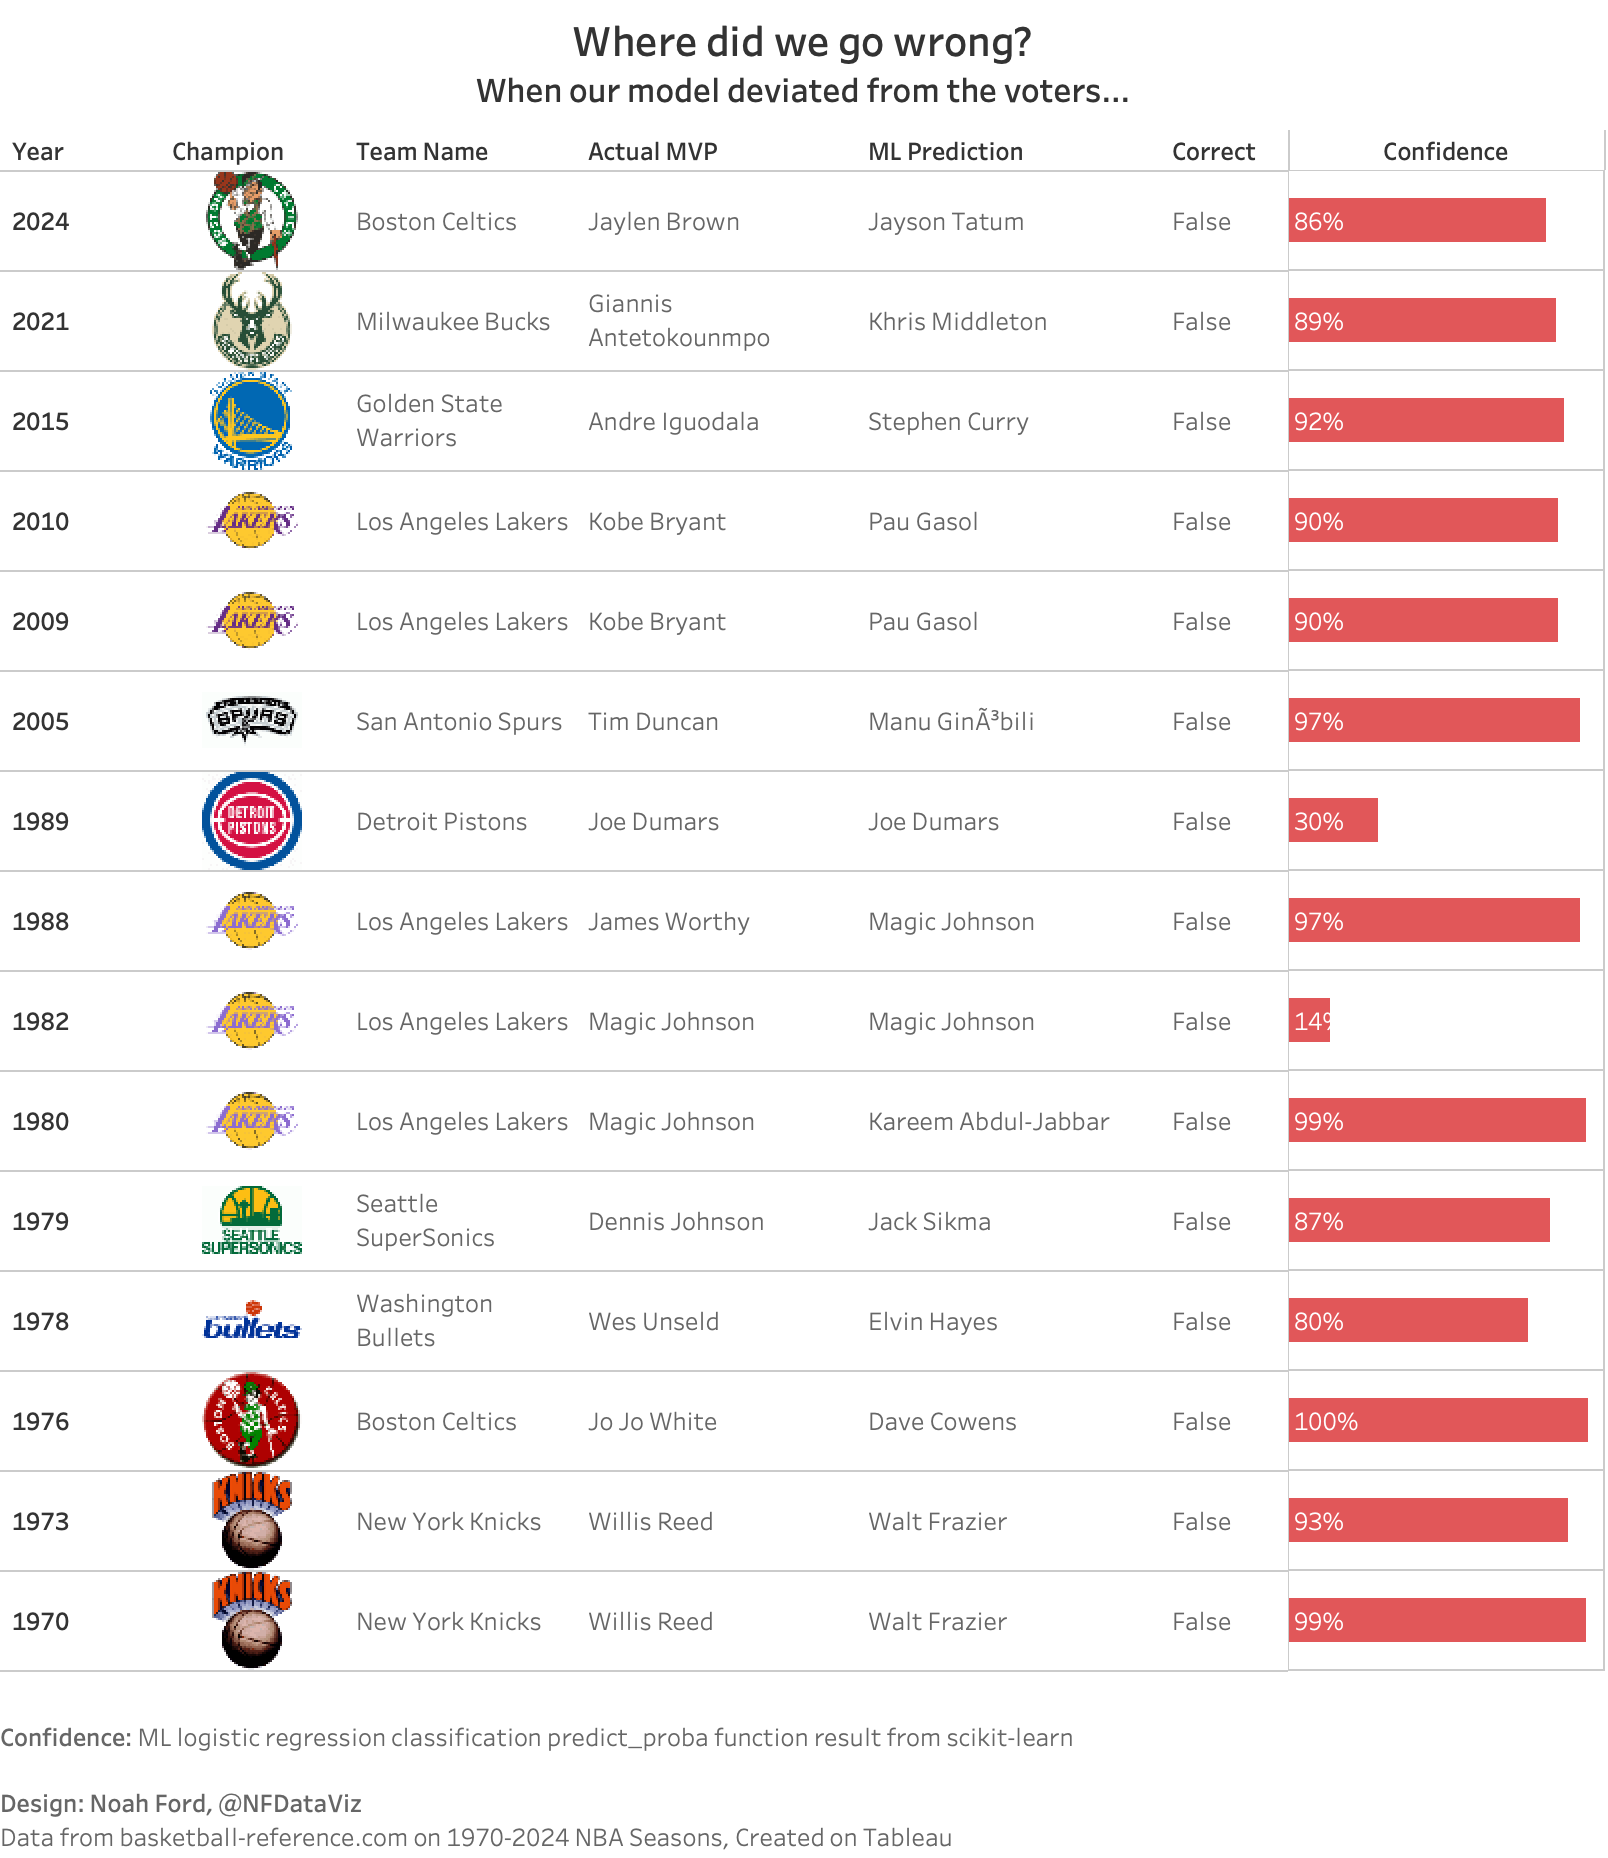 Where did we go wrong?
When our model deviated from the voters...
Year Champion Team Name Actual MVP ML Prediction Correct Confidence
2024 BOSTON CELTICS Boston Celtics Jaylen Brown Jayson Tatum False 86%
2021 Milwaukee Bucks Giannis Antetokounmpo Khris Middleton False 89%
2015 WARRIORS Golden State Warriors Andre Iguodala Stephen Curry False 92%
2010 LAKERS Los Angeles Lakers Kobe Bryant Pau Gasol False 90%
2009 LAKERS Los Angeles Lakers Kobe Bryant Pau Gasol False 90%
2005 SPURS San Antonio Spurs Tim Duncan Manu GinÃ³bili False 97%
1989 DETROIT PISTONS Detroit Pistons Joe Dumars Joe Dumars False 30%
1988 LAKERS Los Angeles Lakers James Worthy Magic Johnson False 97%
1982 LAKERS Los Angeles Lakers Magic Johnson Magic Johnson False 14%
1980 LAKERS Los Angeles Lakers Magic Johnson Kareem Abdul-Jabbar False 99%
1979 SEATTLE SUPERSONICS Seattle SuperSonics Dennis Johnson Jack Sikma False 87%
1978 bullets Washington Bullets Wes Unseld Elvin Hayes False 80%
1976 BOSTON CELTICS Boston Celtics Jo Jo White Dave Cowens False 100%
1973 KNICKS New York Knicks Willis Reed Walt Frazier False 93%
1970 KNICKS New York Knicks Willis Reed Walt Frazier False 99%
Confidence: ML logistic regression classification predict_proba function result from scikit-learn
Design: Noah Ford, @NFDataViz
Data from basketball-reference.com on 1970-2024 NBA Seasons, Created on Tableau